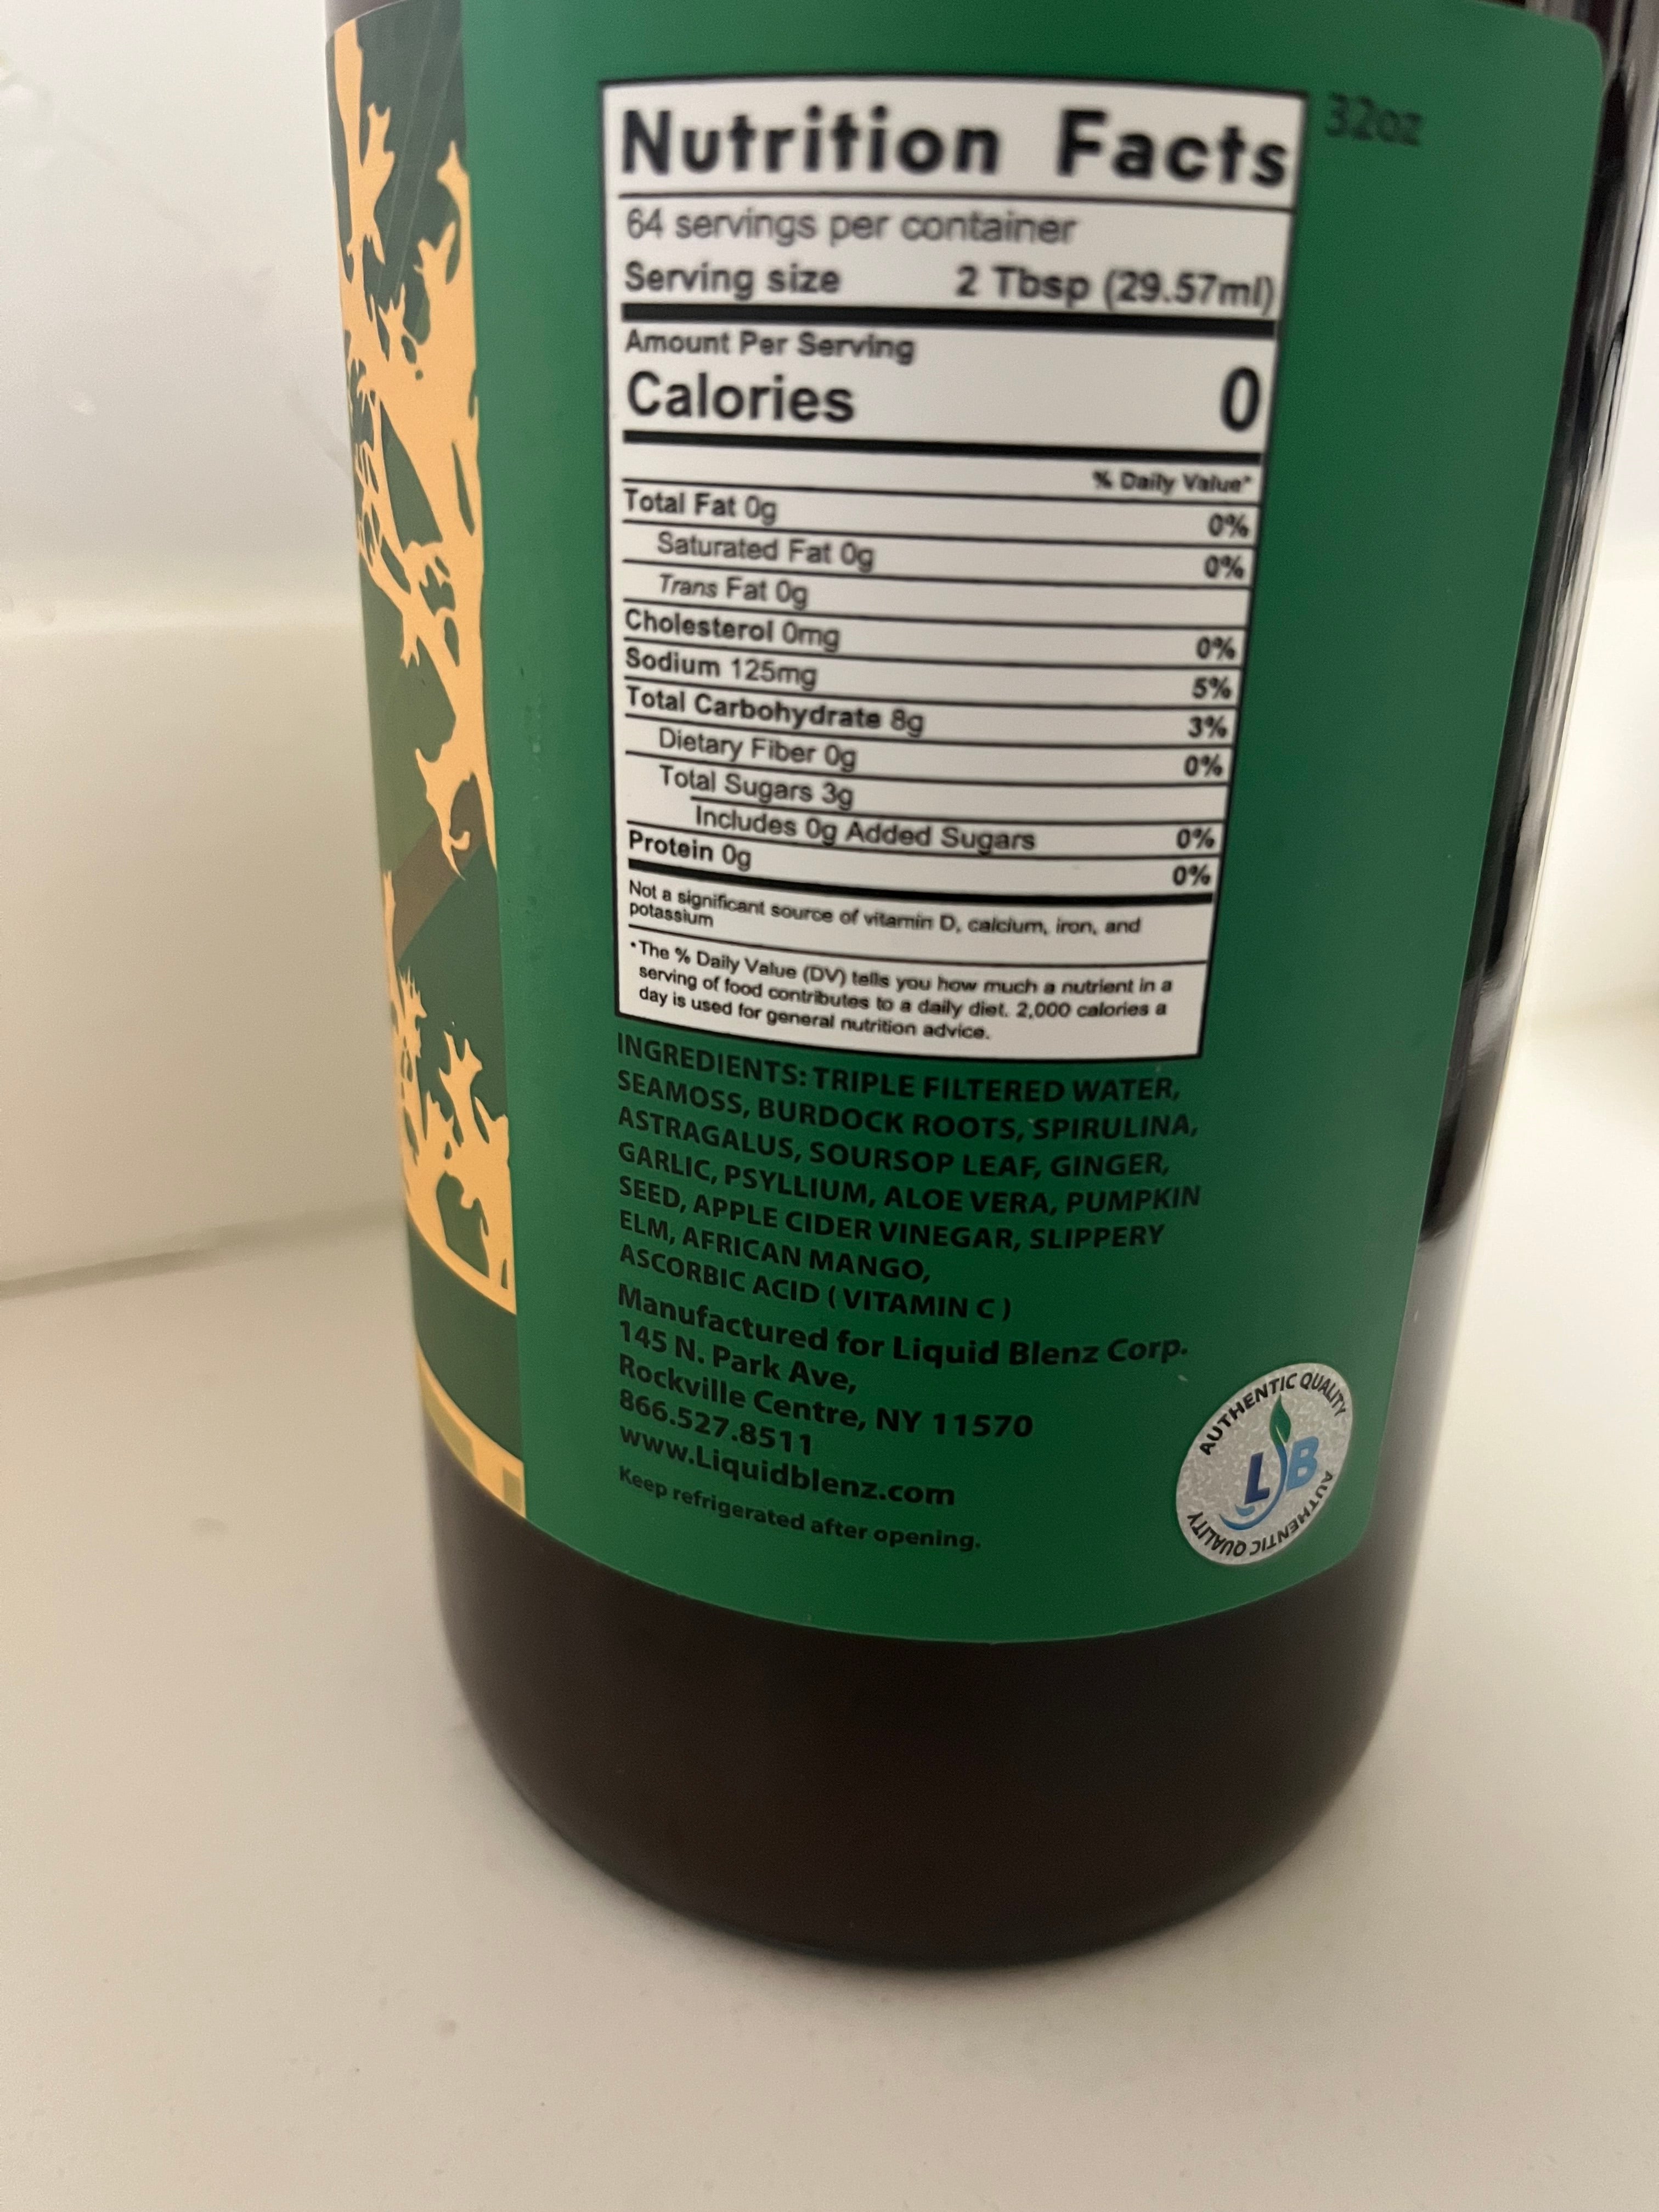 Nutrition Facts
32oz
64 servings per container
Serving size 2 Tbsp (29.57ml)
Amount Per Serving
Calories 0
% Daily Value*
Total Fat 0g 0%
Saturated Fat 0g 0%
Trans Fat 0g
Cholesterol 0mg 0%
Sodium 125mg 5%
Total Carbohydrate 8g 3%
Dietary Fiber 0g 0%
Total Sugars 3g
Includes 0g Added Sugars 0%
Protein 0g 0%
Not a significant source of vitamin D, calcium, iron, and
potassium
*The % Daily Value (DV) tells you how much a nutrient in a
serving of food contributes to a daily diet. 2,000 calories a
day is used for general nutrition advice.
INGREDIENTS: TRIPLE FILTERED WATER,
SEAMOSS, BURDOCK ROOTS, SPIRULINA,
ASTRAGALUS, SOURSOP LEAF, GINGER,
GARLIC, PSYLLIUM, ALOE VERA, PUMPKIN
SEED, APPLE CIDER VINEGAR, SLIPPERY
ELM, AFRICAN MANGO,
ASCORBIC ACID ( VITAMIN C )
Manufactured for Liquid Blenz Corp.
145 N. Park Ave,
Rockville Centre, NY 11570
866.527.8511
www.Liquidblenz.com
Keep refrigerated after opening.
AUTHENTIC QUALITY
LB
AUTHENTIC QUALITY